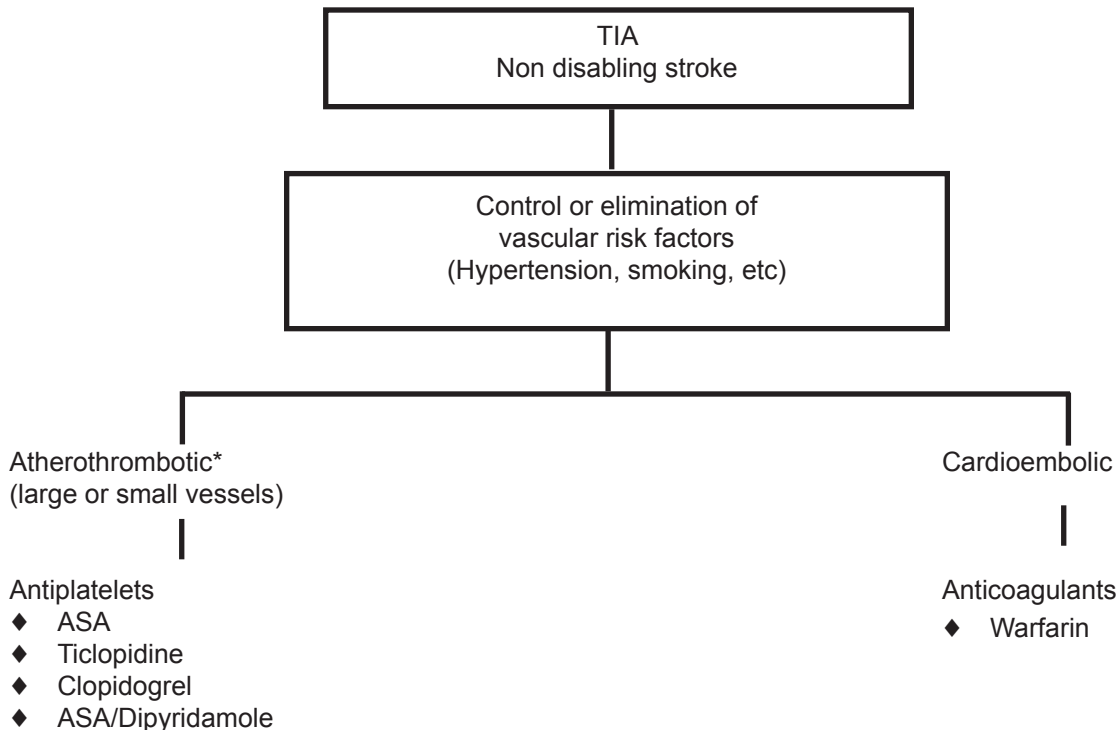 TIA
Non disabling stroke
Control or elimination of
vascular risk factors
(Hypertension, smoking, etc)
Atherothrombotic*
(large or small vessels)
Cardioembolic
Antiplatelets
♦ ASA
♦ Ticlopidine
♦ Clopidogrel
♦ ASA/Dipyridamole
Anticoagulants
♦ Warfarin